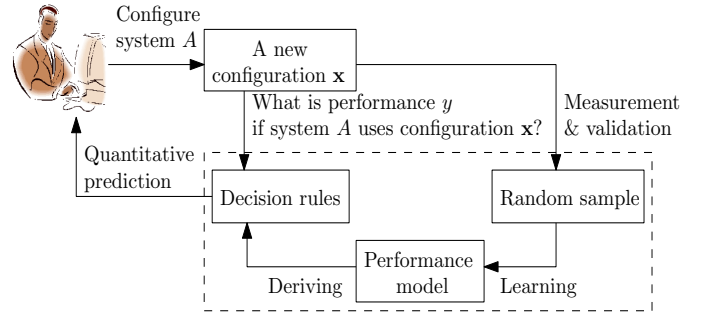 Configure
system A
A new
configuration x
What is performance y
if system A uses configuration x?
Measurement
& validation
Quantitative
prediction
Decision rules
Random sample
Performance
model
Deriving
Learning